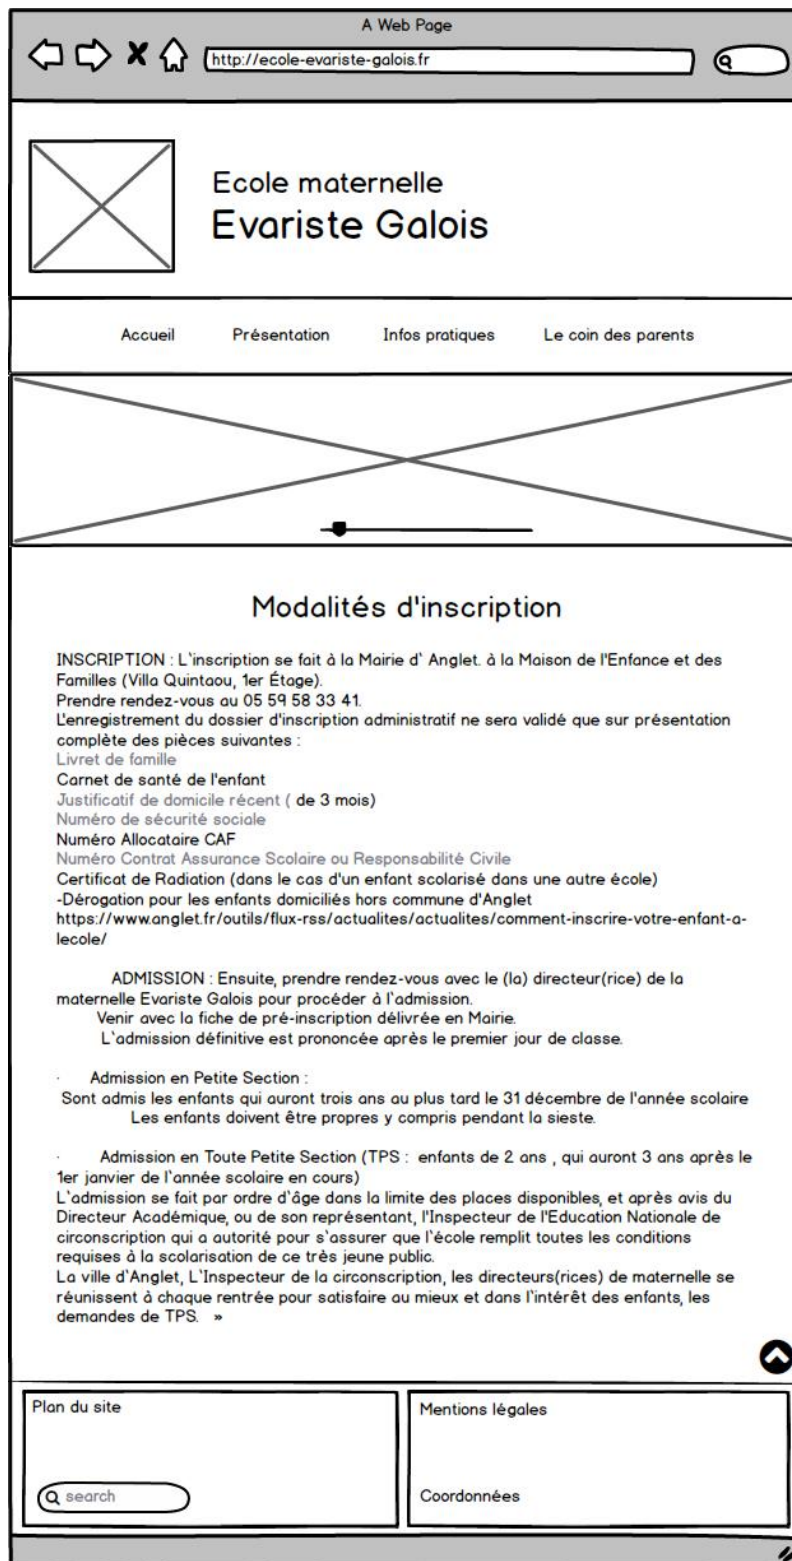 A Web Page
http://ecole-evariste-galois.fr
Ecole maternelle
Evariste Galois
Accueil Présentation Infos pratiques Le coin des parents
Modalités d'inscription
INSCRIPTION : L`inscription se fait à la Mairie d` Anglet. à la Maison de l'Enfance et des
Familles (Villa Quintaou, 1er Étage).
Prendre rendez-vous au 05 59 58 33 41.
L'enregistrement du dossier d'inscription administratif ne sera validé que sur présentation
complète des pièces suivantes :
Livret de famille
Carnet de santé de l'enfant
Justificatif de domicile récent ( de 3 mois)
Numéro de sécurité sociale
Numéro Allocataire CAF
Numéro Contrat Assurance Scolaire ou Responsabilité Civile
Certificat de Radiation (dans le cas d'un enfant scolarisé dans une autre école)
-Dérogation pour les enfants domiciliés hors commune d'Anglet
https://www.anglet.fr/outils/flux-rss/actualites/actualites/comment-inscrire-votre-enfant-a-
lecole/
ADMISSION : Ensuite, prendre rendez-vous avec le (la) directeur(rice) de la
maternelle Evariste Galois pour procéder à l`admission.
Venir avec la fiche de pré-inscription délivrée en Mairie.
L`admission définitive est prononcée après le premier jour de classe.
· Admission en Petite Section :
Sont admis les enfants qui auront trois ans au plus tard le 31 décembre de l`année scolaire
Les enfants doivent être propres y compris pendant la sieste.
· Admission en Toute Petite Section (TPS : enfants de 2 ans , qui auront 3 ans après le
1er janvier de l`année scolaire en cours)
L`admission se fait par ordre d`âge dans la limite des places disponibles, et après avis du
Directeur Académique, ou de son représentant, l'Inspecteur de l'Education Nationale de
circonscription qui a autorité pour s`assurer que l`école remplit toutes les conditions
requises à la scolarisation de ce très jeune public.
La ville d`Anglet, L`Inspecteur de la circonscription, les directeurs(rices) de maternelle se
réunissent à chaque rentrée pour satisfaire au mieux et dans l`intérêt des enfants, les
demandes de TPS. »
Plan du site
search
Mentions légales
Coordonnées